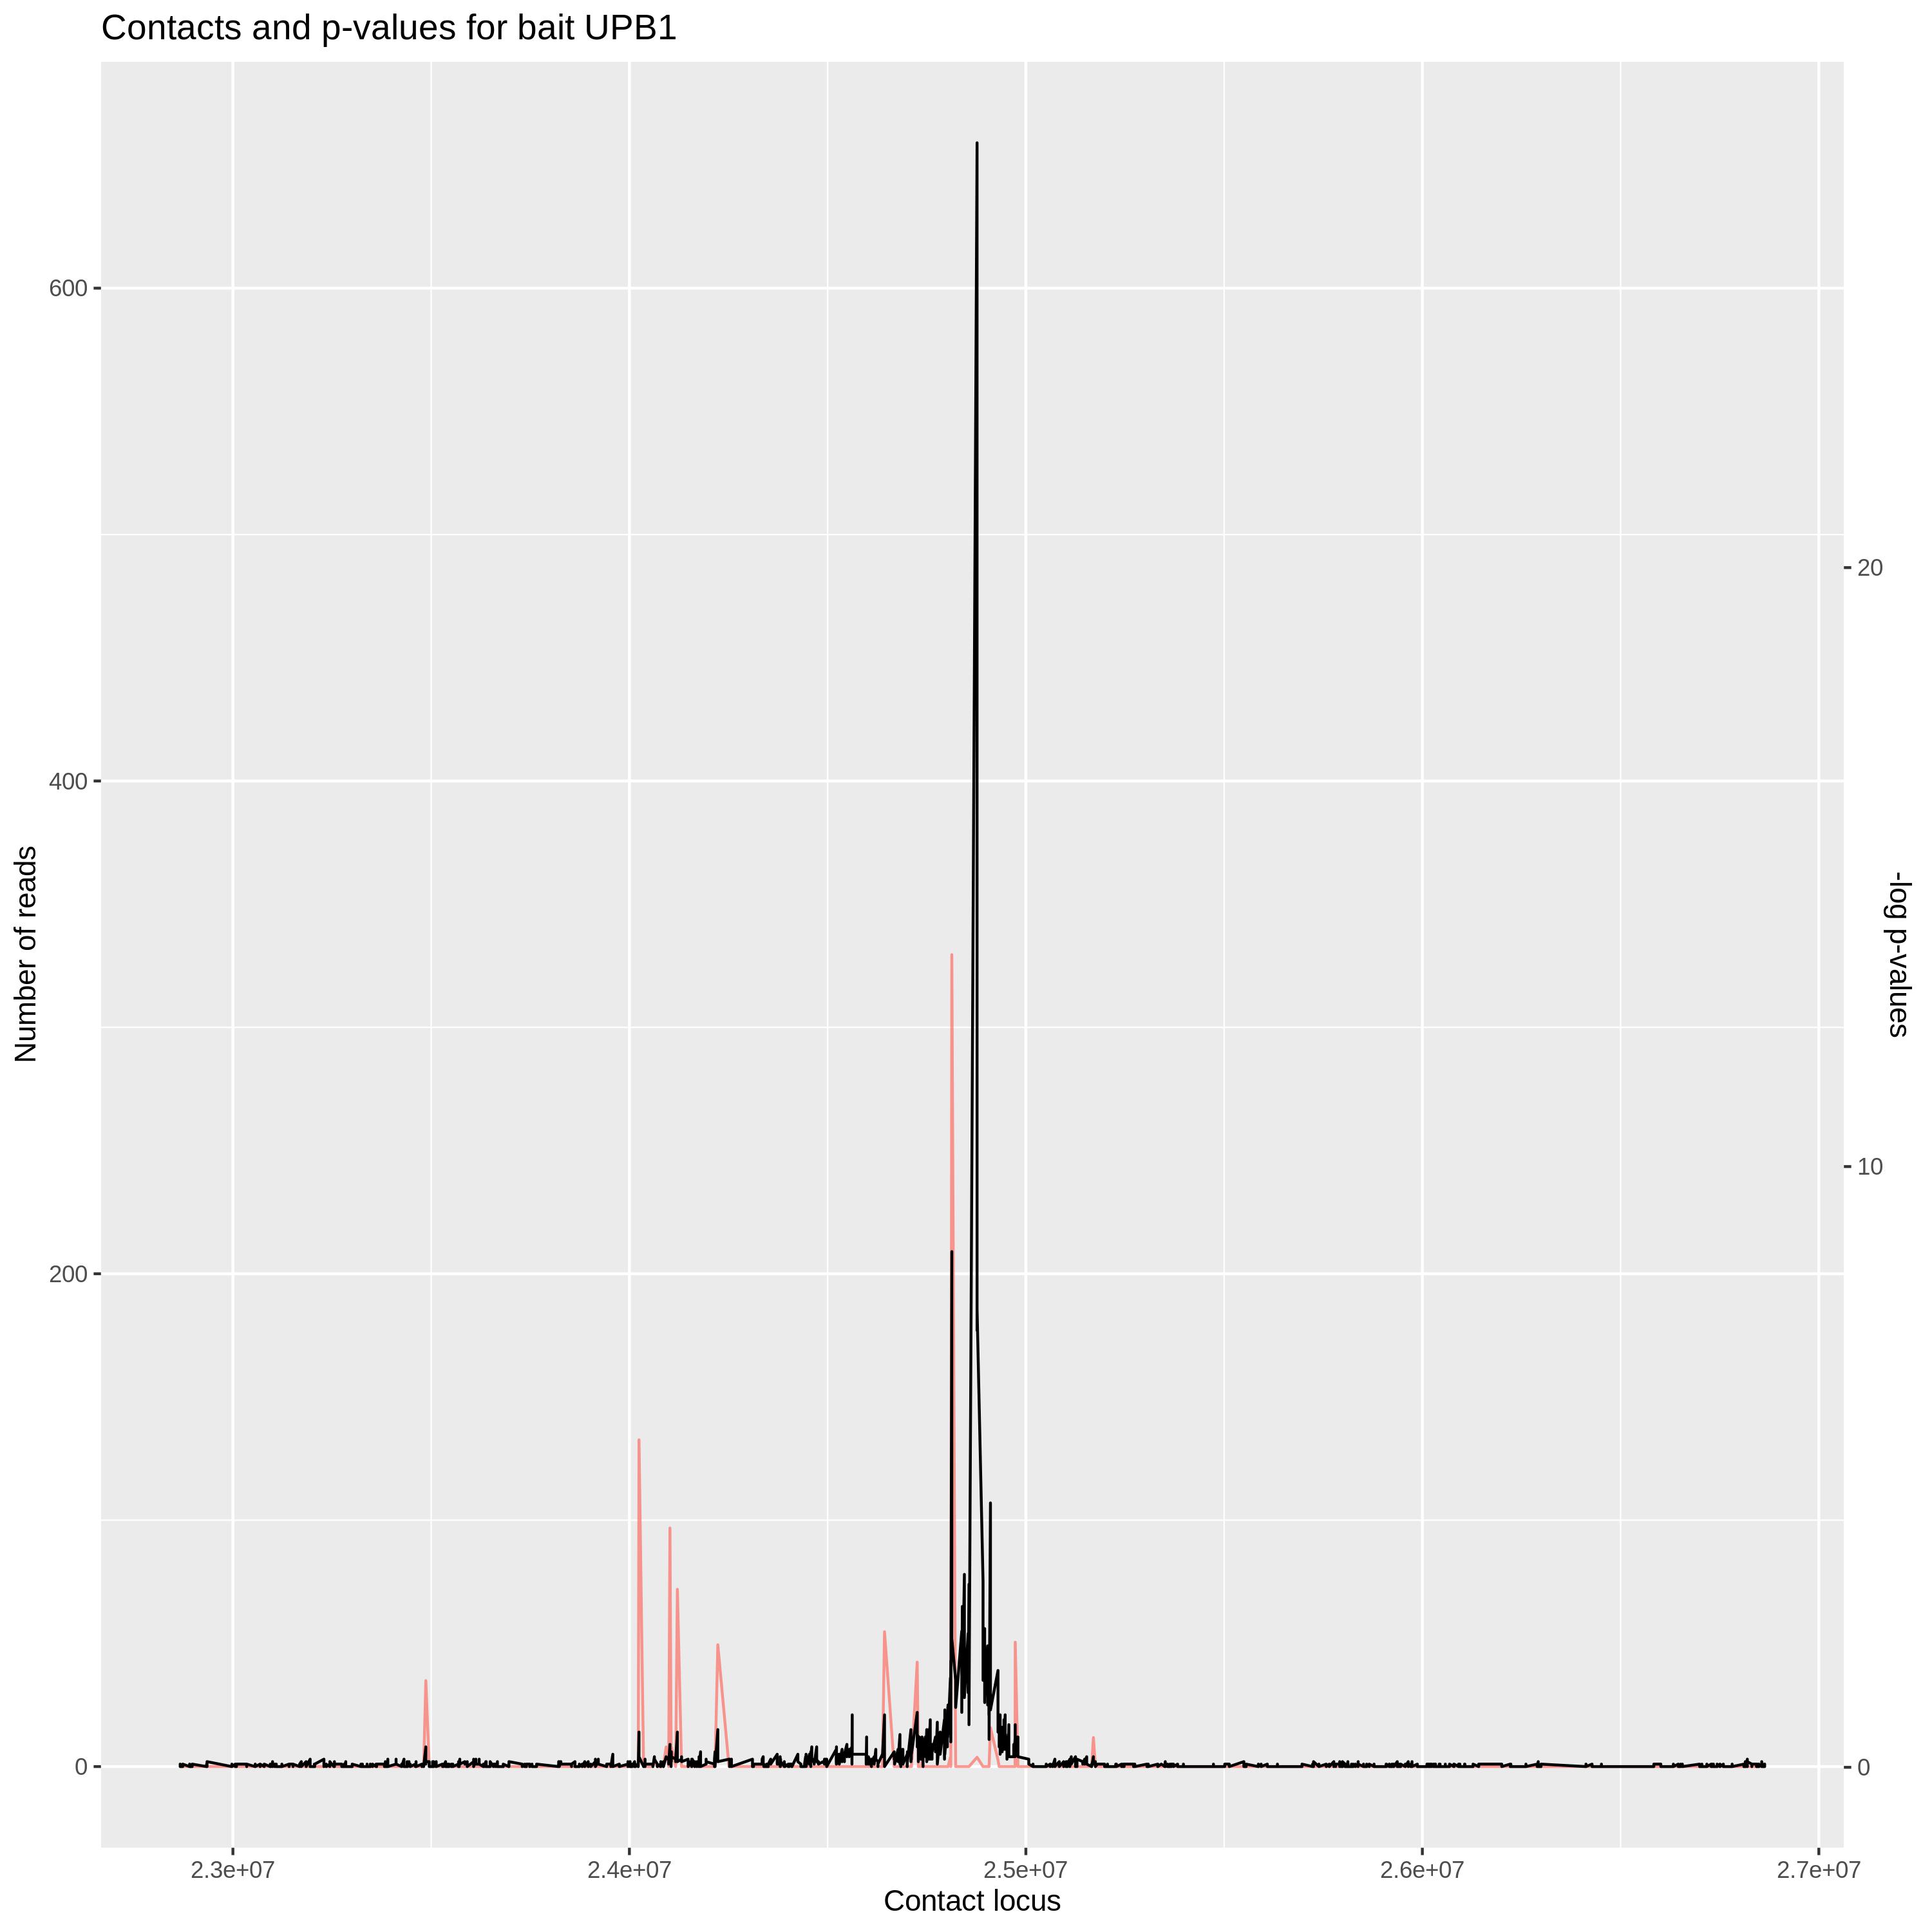 Contacts and p-values for bait UPB1
600
400
200
0
Number of reads
20
10
0
-log p-values
2.3e+07
2.4e+07
2.5e+07
2.6e+07
2.7e+07
Contact locus